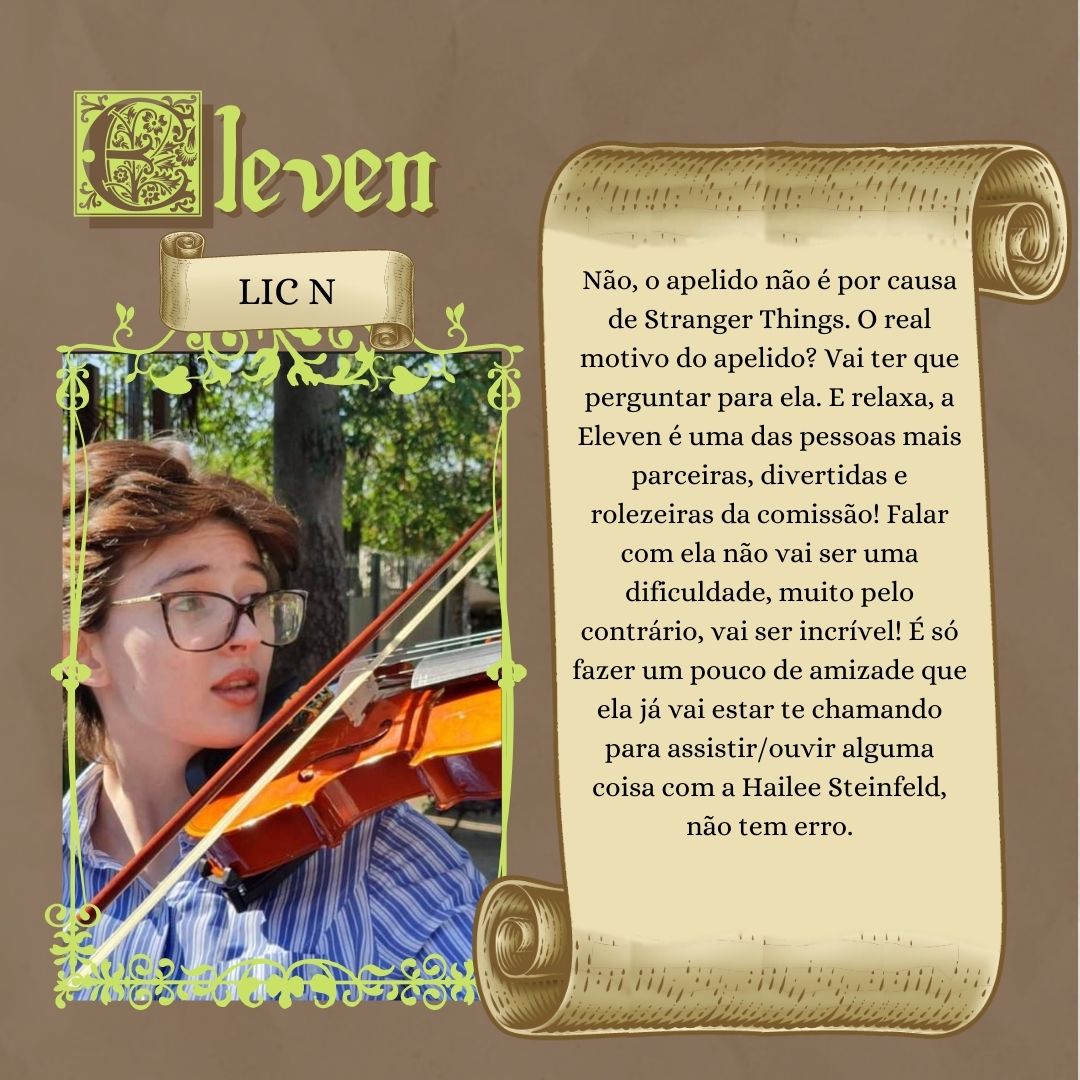 Eleven
LIC N
Não, o apelido não é por causa
de Stranger Things. O real
motivo do apelido? Vai ter que
perguntar para ela. E relaxa, a
Eleven é uma das pessoas mais
parceiras, divertidas e
rolezeiras da comissão! Falar
com ela não vai ser uma
dificuldade, muito pelo
contrário, vai ser incrível! É só
fazer um pouco de amizade que
ela já vai estar te chamando
para assistir/ouvir alguma
coisa com a Hailee Steinfeld,
não tem erro.